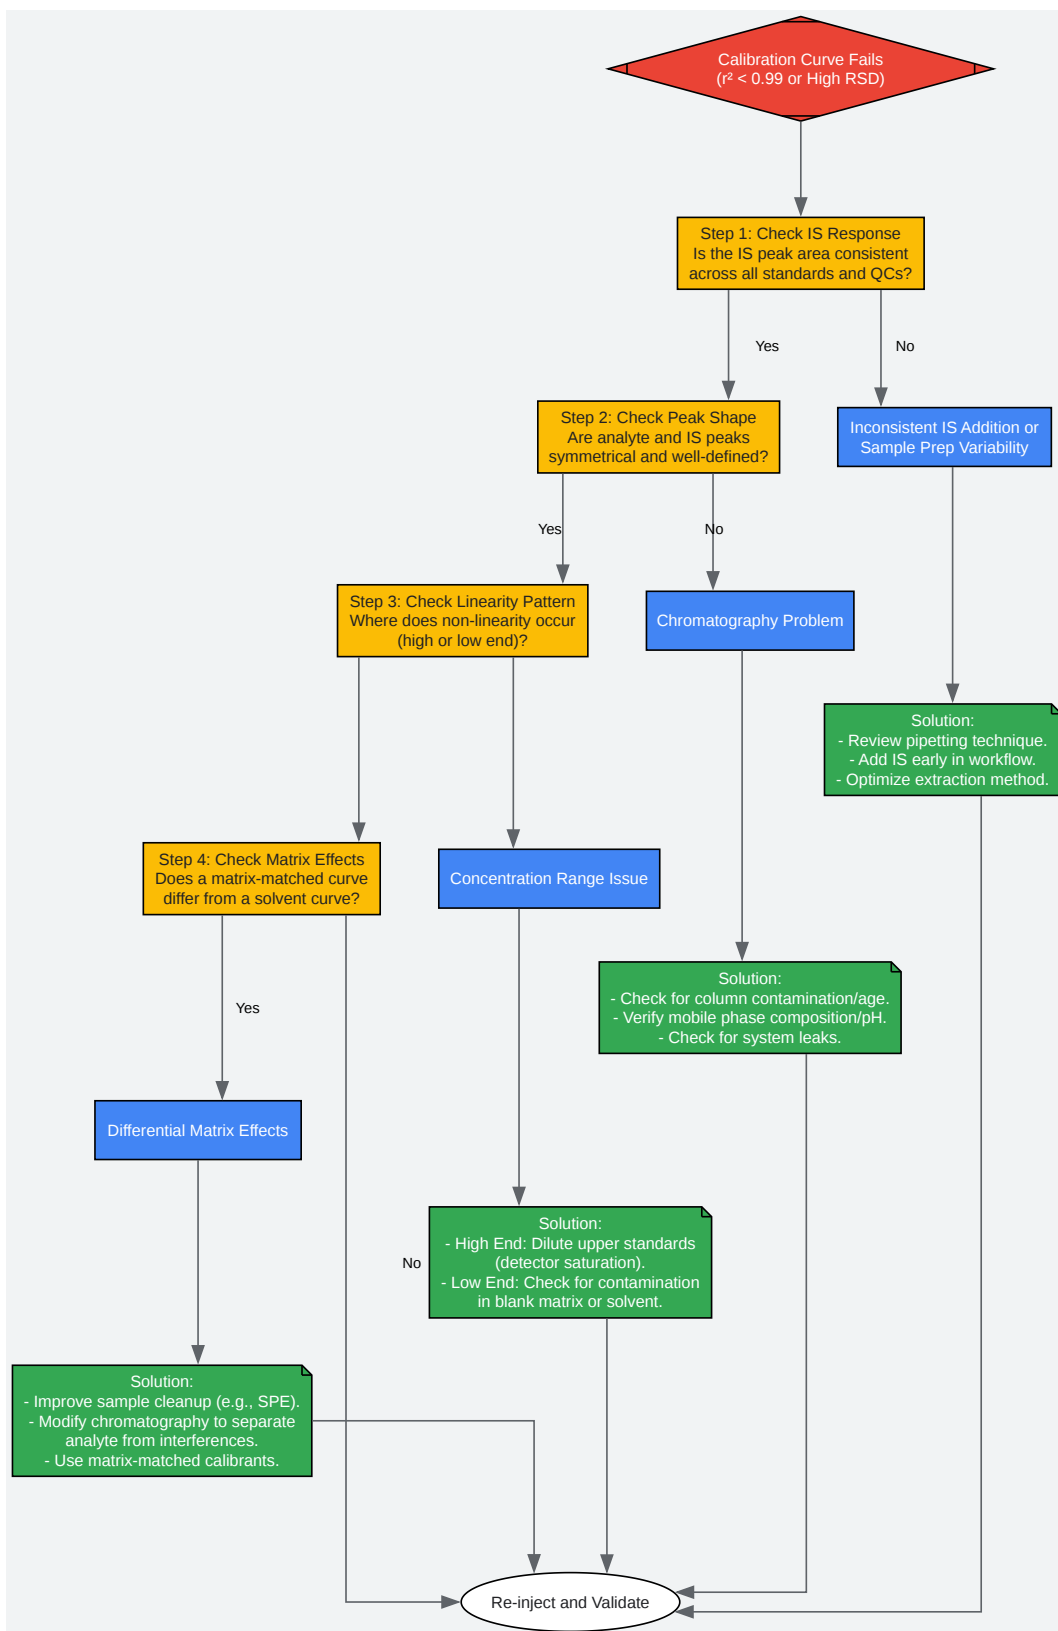 Calibration Curve Fails
(r² < 0.99 or High RSD)
Step 1: Check IS Response
Is the IS peak area consistent
across all standards and QCs?
Yes
No
Step 2: Check Peak Shape
Are analyte and IS peaks
symmetrical and well-defined?
Inconsistent IS Addition or
Sample Prep Variability
Yes
No
Step 3: Check Linearity Pattern
Where does non-linearity occur
(high or low end)?
Chromatography Problem
Solution:
- Review pipetting technique.
- Add IS early in workflow.
- Optimize extraction method.
Step 4: Check Matrix Effects
Does a matrix-matched curve
differ from a solvent curve?
Concentration Range Issue
Solution:
- Check for column contamination/age.
- Verify mobile phase composition/pH.
- Check for system leaks.
Yes
Differential Matrix Effects
No
Solution:
- High End: Dilute upper standards
(detector saturation).
- Low End: Check for contamination
in blank matrix or solvent.
Solution:
- Improve sample cleanup (e.g., SPE).
- Modify chromatography to separate
analyte from interferences.
- Use matrix-matched calibrants.
Re-inject and Validate